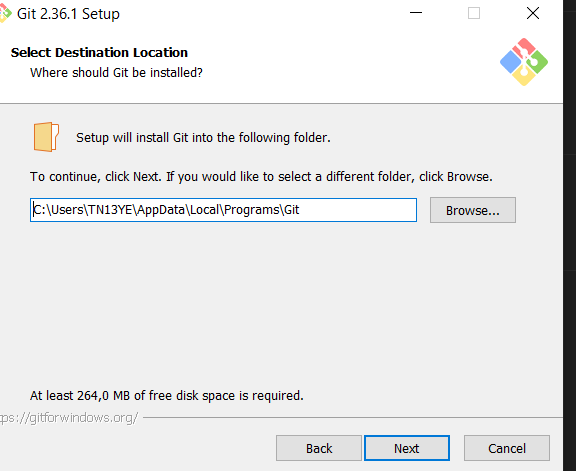 Git 2.36.1 Setup
Select Destination Location
Where should Git be installed?
Setup will install Git into the following folder.
To continue, click Next. If you would like to select a different folder, click Browse.
C:\Users\TN13YE\AppData\Local\Programs\Git
Browse...
At least 264,0 MB of free disk space is required.
ps://gitforwindows.org/
Back
Next
Cancel